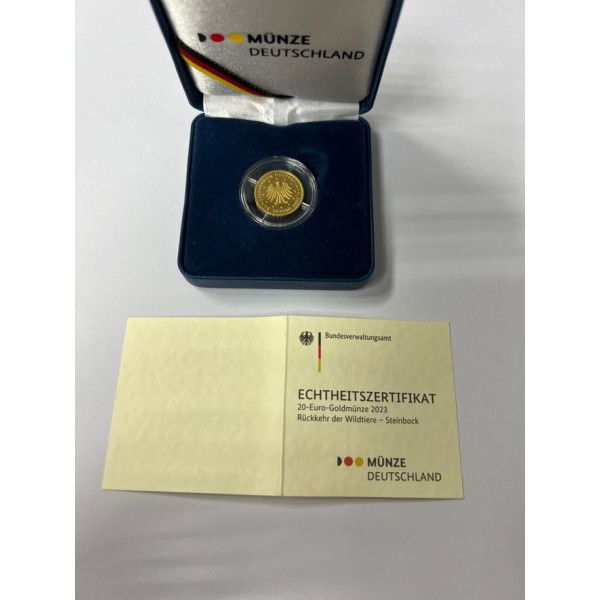 MÜNZE
DEUTSCHLAND
Bundesverwaltungsamt
ECHTHEITSZERTIFIKAT
20-Euro-Goldmünze 2023
Rückkehr der Wildtiere – Steinbock
MÜNZE
DEUTSCHLAND